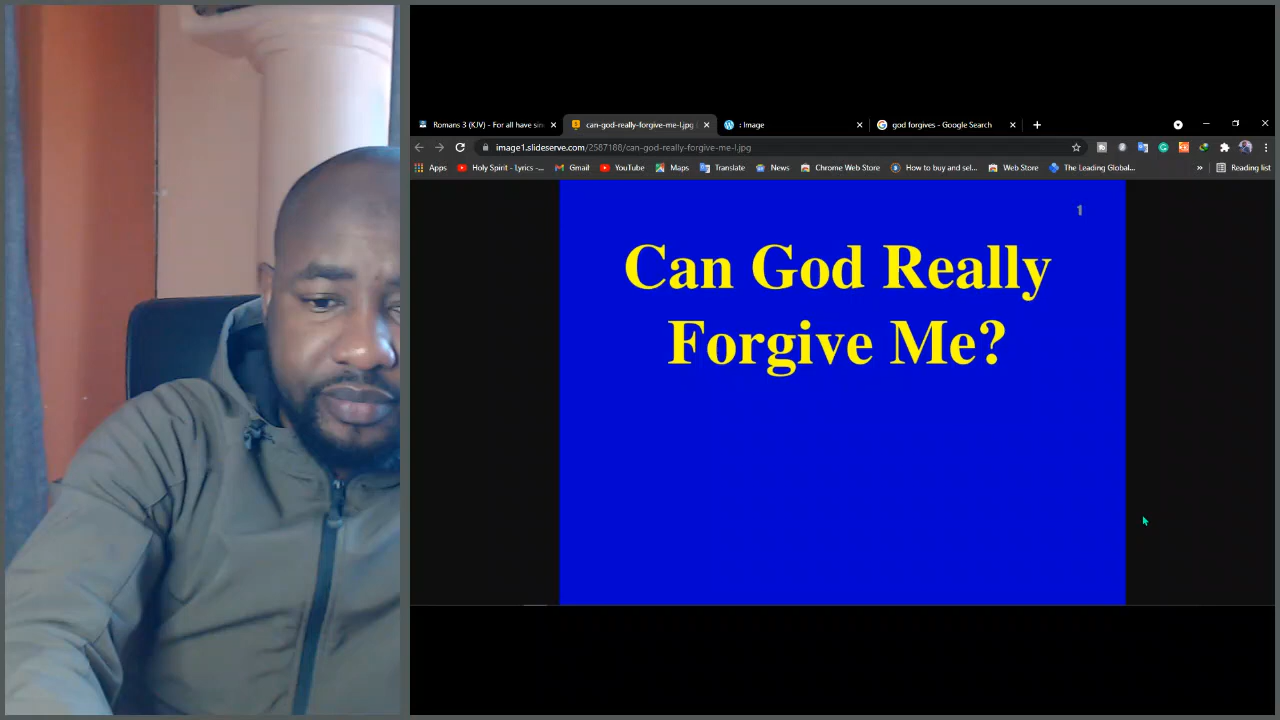 Romans 3 (KJV) - For all have sin
can-god-really-forgive-me-l.jpg
: Image
god forgives - Google Search
image1.slideserve.com/2587188/can-god-really-forgive-me-l.jpg
Apps
Holy Spirit - Lyrics -...
Gmail
YouTube
Maps
Translate
News
Chrome Web Store
How to buy and sel...
Web Store
The Leading Global...
»
Reading list
1
Can God Really
Forgive Me?